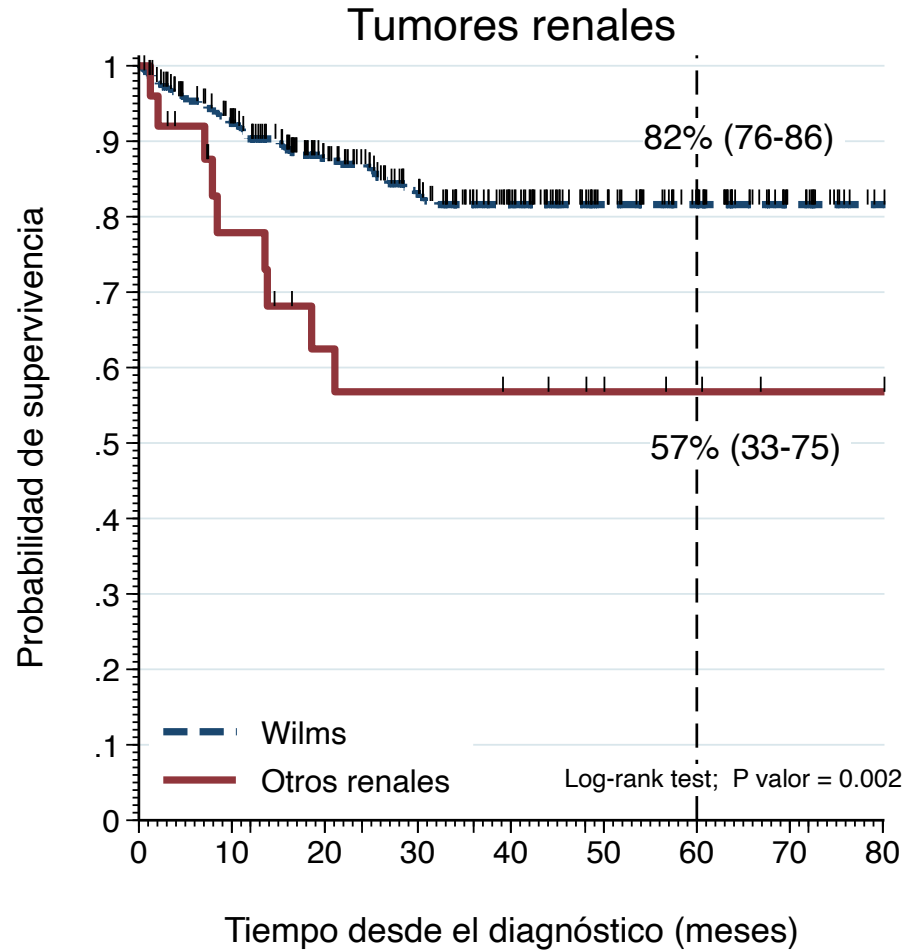 Tumores renales
Probabilidad de supervivencia
1
.9
.8
.7
.6
.5
.4
.3
.2
.1
0
82% (76-86)
57% (33-75)
Wilms
Otros renales
Log-rank test; P valor = 0.002
0 10 20 30 40 50 60 70 80
Tiempo desde el diagnóstico (meses)